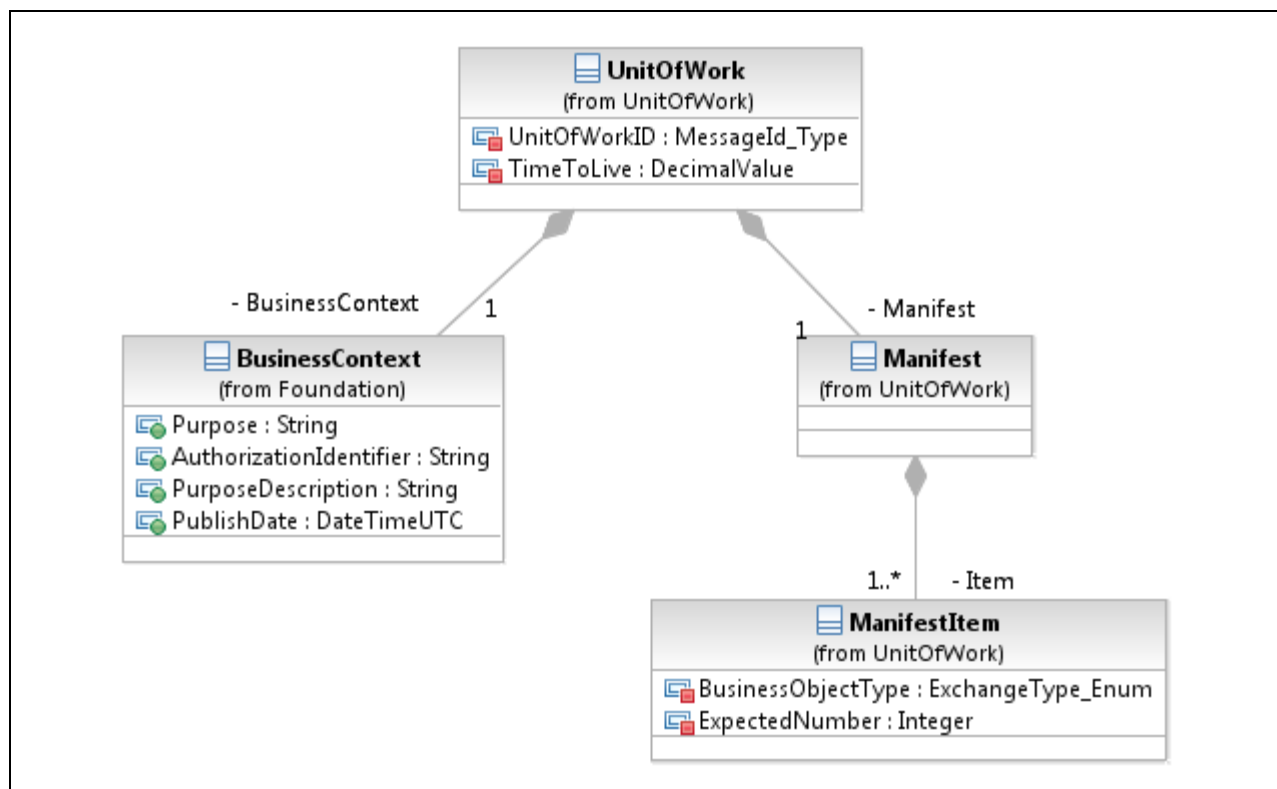 UnitOfWork
(from UnitOfWork)
UnitOfWorkID : MessageId_Type
TimeToLive : DecimalValue
- BusinessContext
1
- Manifest
1
BusinessContext
(from Foundation)
Purpose : String
AuthorizationIdentifier : String
PurposeDescription : String
PublishDate : DateTimeUTC
Manifest
(from UnitOfWork)
1..*
- Item
ManifestItem
(from UnitOfWork)
BusinessObjectType : ExchangeType_Enum
ExpectedNumber : Integer